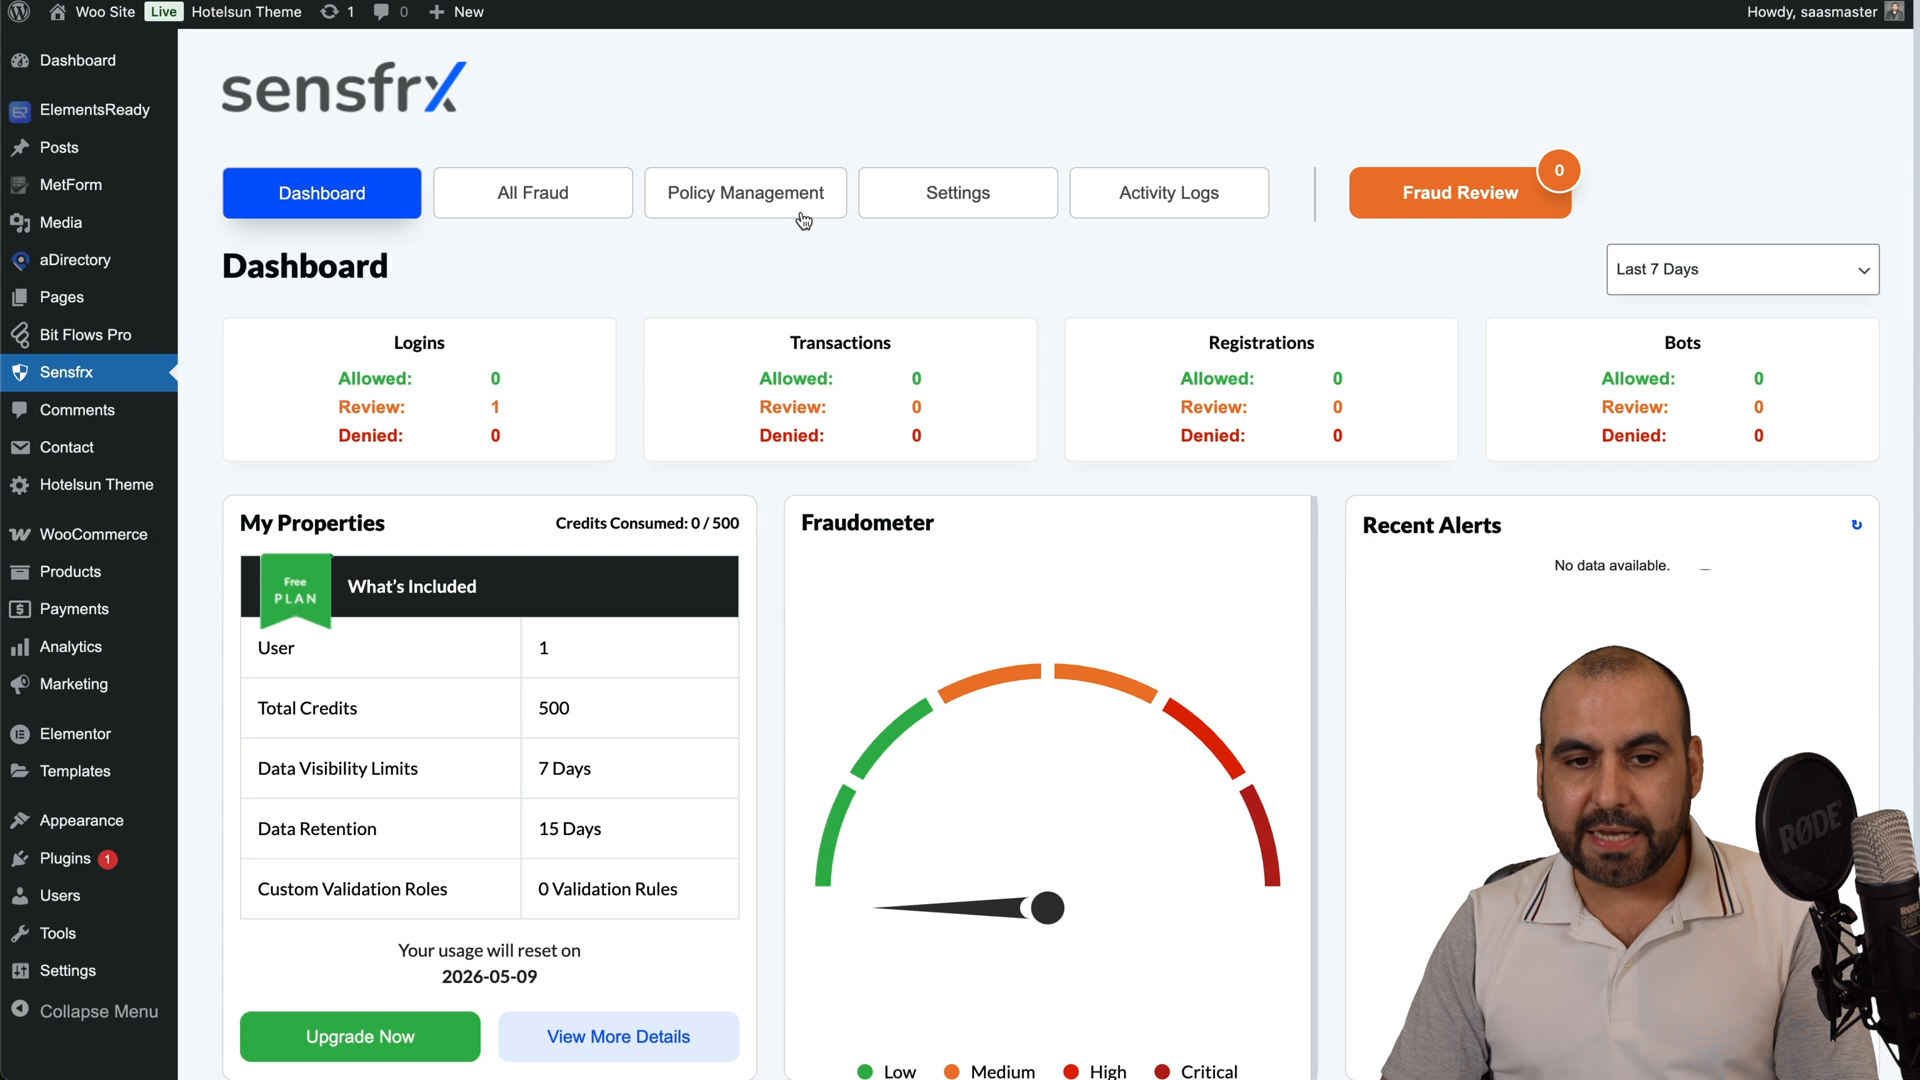 Woo Site Live Hotelsun Theme 1 0 New Howdy, saasmaster
Dashboard
ElementsReady
Posts
MetForm
Media
aDirectory
Pages
Bit Flows Pro
Sensfrx
Comments
Contact
Hotelsun Theme
WooCommerce
Products
Payments
Analytics
Marketing
Elementor
Templates
Appearance
Plugins 1
Users
Tools
Settings
Collapse Menu
sensfrx
Dashboard All Fraud Policy Management Settings Activity Logs Fraud Review 0
Dashboard
Last 7 Days
Logins
Allowed: 0
Review: 1
Denied: 0
Transactions
Allowed: 0
Review: 0
Denied: 0
Registrations
Allowed: 0
Review: 0
Denied: 0
Bots
Allowed: 0
Review: 0
Denied: 0
My Properties Credits Consumed: 0 / 500
Free
PLAN
What's Included
User 1
Total Credits 500
Data Visibility Limits 7 Days
Data Retention 15 Days
Custom Validation Roles 0 Validation Rules
Your usage will reset on
2026-05-09
Upgrade Now View More Details
Fraudometer
Low Medium High Critical
Recent Alerts
No data available.
RØDE